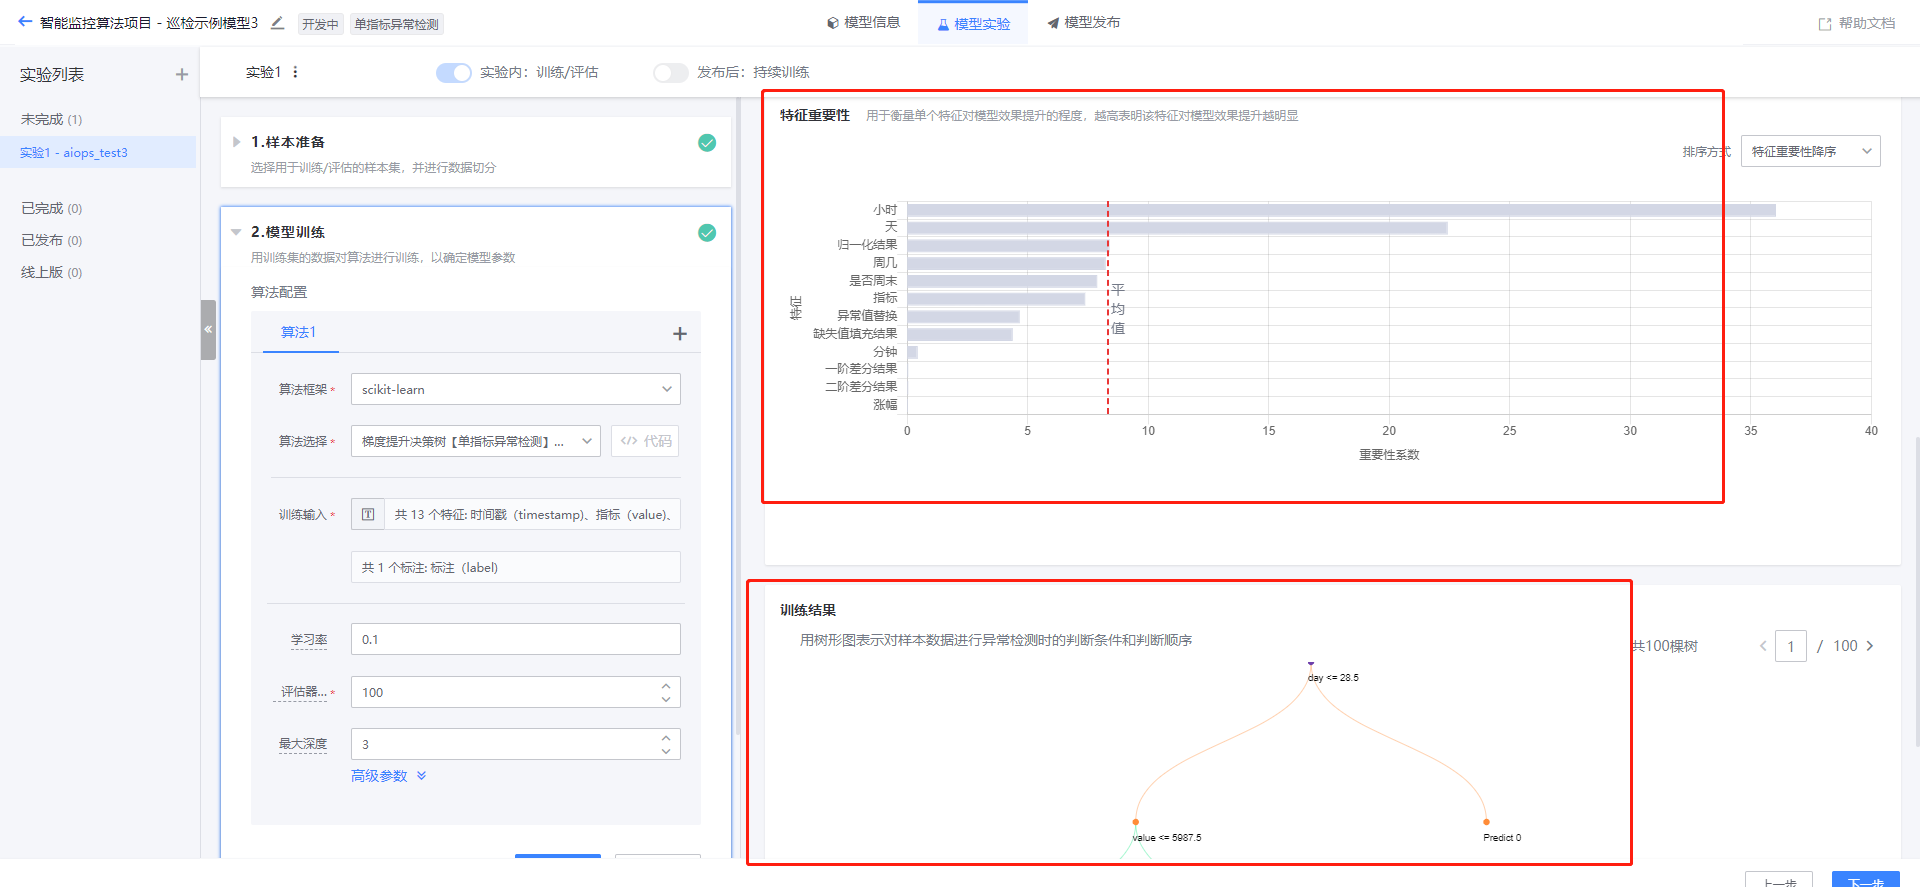 智能监控算法项目 - 巡检示例模型3 开发中 单指标异常检测 模型信息 模型实验 模型发布 帮助文档
实验列表
未完成 (1)
实验1 - aiops_test3
已完成 (0)
已发布 (0)
线上版 (0)
实验1 实验内：训练/评估 发布后：持续训练
1.样本准备
选择用于训练/评估的样本集，并进行数据切分
2.模型训练
用训练集的数据对算法进行训练，以确定模型参数
算法配置
算法1
算法框架 * scikit-learn
算法选择 * 梯度提升决策树【单指标异常检测】... </> 代码
训练输入 * T 共 13 个特征: 时间戳（timestamp)、指标（value)、
共 1 个标注: 标注（label)
学习率 0.1
评估器... * 100
最大深度 3
高级参数
特征重要性 用于衡量单个特征对模型效果提升的程度，越高表明该特征对模型效果提升越明显
排序方式 特征重要性降序
特征
小时
天
归一化结果
周几
是否周末
指标
异常值替换
缺失值填充结果
分钟
一阶差分结果
二阶差分结果
涨幅
平均值
0 5 10 15 20 25 30 35 40
重要性系数
训练结果
用树形图表示对样本数据进行异常检测时的判断条件和判断顺序
共100棵树 1 / 100
day <= 28.5
value <= 5987.5
Predict 0
上一步 下一步